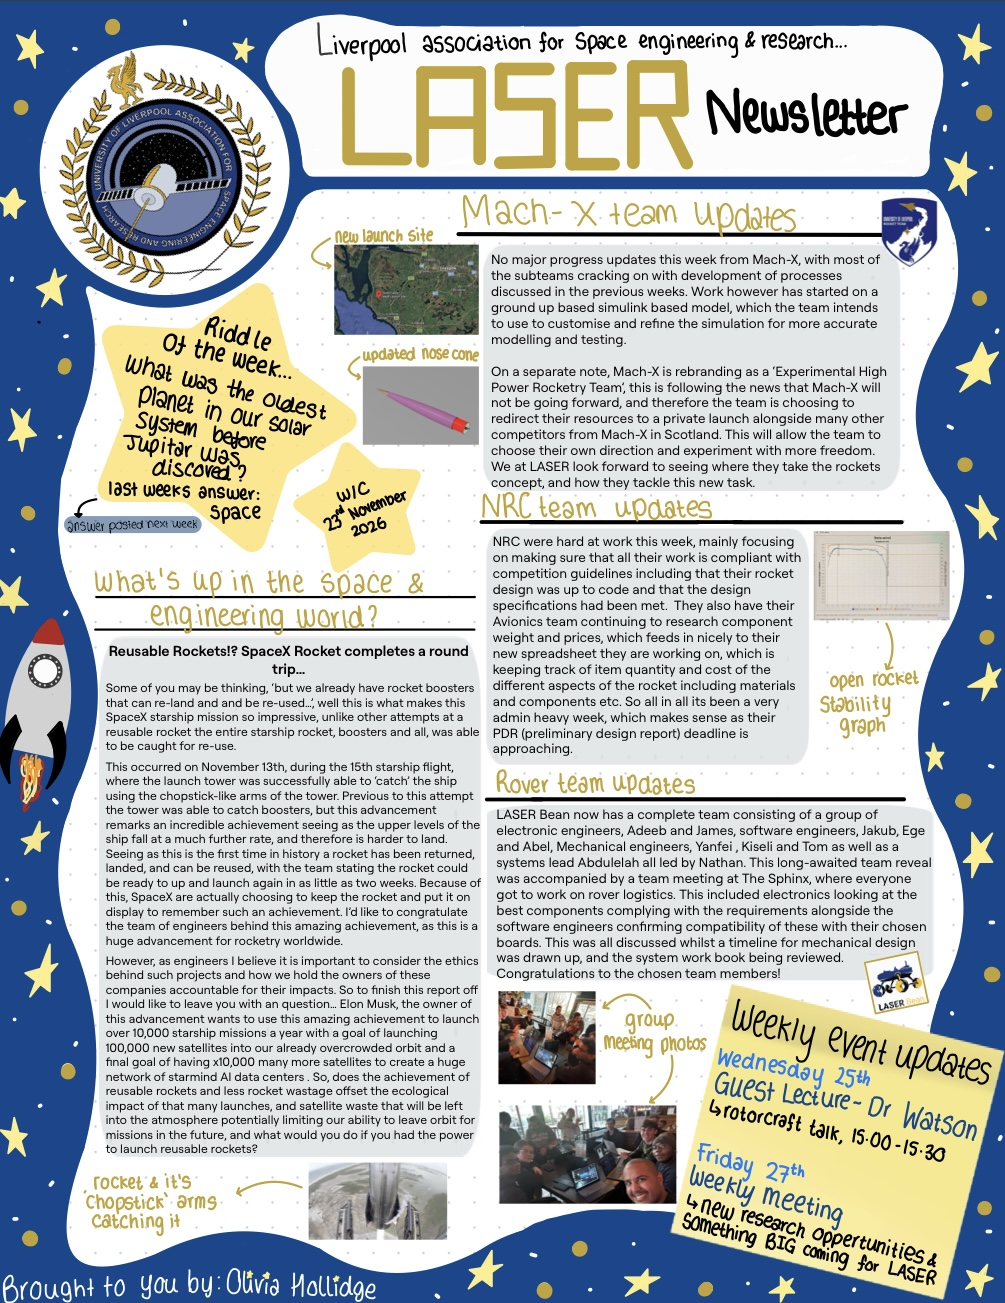 Liverpool association for Space engineering & research...
LASER Newsletter
UNIVERSITY OF LIVERPOOL ASSOCIATION FOR SPACE ENGINEERING AND RESEARCH
Mach-X team updates
new launch site
updated nose cone
No major progress updates this week from Mach-X, with most of
the subteams cracking on with development of processes
discussed in the previous weeks. Work however has started on a
ground up based simulink based model, which the team intends
to use to customise and refine the simulation for more accurate
modelling and testing.
On a separate note, Mach-X is rebranding as a 'Experimental High
Power Rocketry Team', this is following the news that Mach-X will
not be going forward, and therefore the team is choosing to
redirect their resources to a private launch alongside many other
competitors from Mach-X in Scotland. This will allow the team to
choose their own direction and experiment with more freedom.
We at LASER look forward to seeing where they take the rockets
concept, and how they tackle this new task.
Riddle
Of the week...
What was the oldest
Planet in our solar
System before
Jupitar was
discoved?
last weeks answer:
space
answer posted next week
W/C
23rd November
2026
NRC team updates
NRC were hard at work this week, mainly focusing
on making sure that all their work is compliant with
competition guidelines including that their rocket
design was up to code and that the design
specifications had been met.  They also have their
Avionics team continuing to research component
weight and prices, which feeds in nicely to their
new spreadsheet they are working on, which is
keeping track of item quantity and cost of the
different aspects of the rocket including materials
and components etc. So all in all its been a very
admin heavy week, which makes sense as their
PDR (preliminary design report) deadline is
approaching.
open rocket
Stability
graph
What's up in the space &
engineering world?
Reusable Rockets!? SpaceX Rocket completes a round
trip...
Some of you may be thinking, 'but we already have rocket boosters
that can re-land and and be re-used...', well this is what makes this
SpaceX starship mission so impressive, unlike other attempts at a
reusable rocket the entire starship rocket, boosters and all, was able
to be caught for re-use.
This occurred on November 13th, during the 15th starship flight,
where the launch tower was successfully able to 'catch' the ship
using the chopstick-like arms of the tower. Previous to this attempt
the tower was able to catch boosters, but this advancement
remarks an incredible achievement seeing as the upper levels of the
ship fall at a much further rate, and therefore is harder to land.
Seeing as this is the first time in history a rocket has been returned,
landed, and can be reused, with the team stating the rocket could
be ready to up and launch again in as little as two weeks. Because of
this, SpaceX are actually choosing to keep the rocket and put it on
display to remember such an achievement. I'd like to congratulate
the team of engineers behind this amazing achievement, as this is a
huge advancement for rocketry worldwide.
However, as engineers I believe it is important to consider the ethics
behind such projects and how we hold the owners of these
companies accountable for their impacts. So to finish this report off
I would like to leave you with an question... Elon Musk, the owner of
this advancement wants to use this amazing achievement to launch
over 10,000 starship missions a year with a goal of launching
100,000 new satellites into our already overcrowded orbit and a
final goal of having x10,000 many more satellites to create a huge
network of starmind AI data centers . So, does the achievement of
reusable rockets and less rocket wastage offset the ecological
impact of that many launches, and satellite waste that will be left
into the atmosphere potentially limiting our ability to leave orbit for
missions in the future, and what would you do if you had the power
to launch reusable rockets?
rocket & it's
'Chopstick' arms
catching it
Rover team updates
LASER Bean now has a complete team consisting of a group of
electronic engineers, Adeeb and James, software engineers, Jakub, Ege
and Abel, Mechanical engineers, Yanfei , Kiseli and Tom as well as a
systems lead Abdulelah all led by Nathan. This long-awaited team reveal
was accompanied by a team meeting at The Sphinx, where everyone
got to work on rover logistics. This included electronics looking at the
best components complying with the requirements alongside the
software engineers confirming compatibility of these with their chosen
boards. This was all discussed whilst a timeline for mechanical design
was drawn up, and the system work book being reviewed.
Congratulations to the chosen team members!
LASER Bean
group
meeting photos
Weekly event updates
Wednesday 25th
Guest Lecture- Dr Watson
↳rotorcraft talk, 15:00-15:30
Friday 27th
Weekly meeting
↳new research opportunities &
something BIG coming for LASER
Brought to you by: Olivia Hollidge